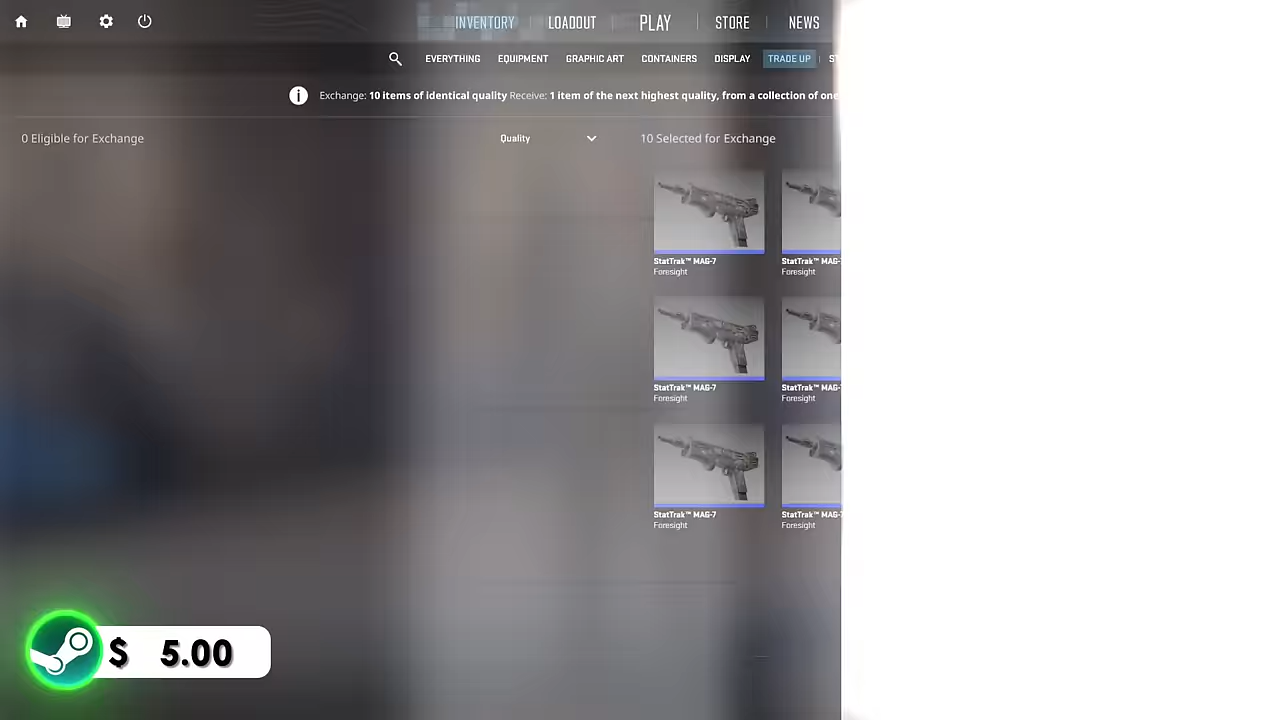 INVENTORY LOADOUT PLAY STORE NEWS
EVERYTHING EQUIPMENT GRAPHIC ART CONTAINERS DISPLAY TRADE UP
Exchange: 10 items of identical quality Receive: 1 item of the next highest quality, from a collection of one
0 Eligible for Exchange Quality 10 Selected for Exchange
StatTrak™ MAG-7 StatTrak™ MAG-
Foresight Foresight
StatTrak™ MAG-7 StatTrak™ MAG-
Foresight Foresight
StatTrak™ MAG-7 StatTrak™ MAG-
Foresight Foresight
$ 5.00